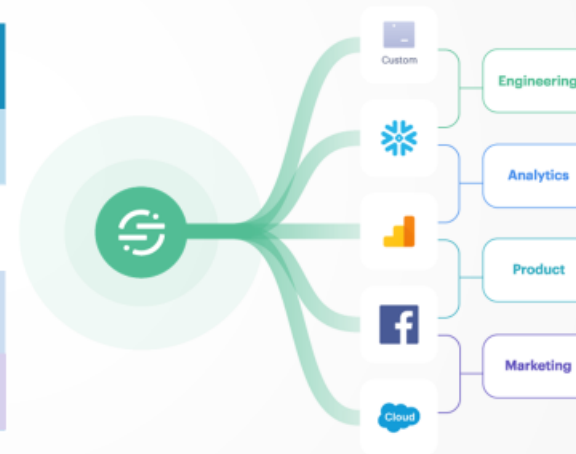 Custom
Engineering
Analytics
Product
Marketing
Cloud